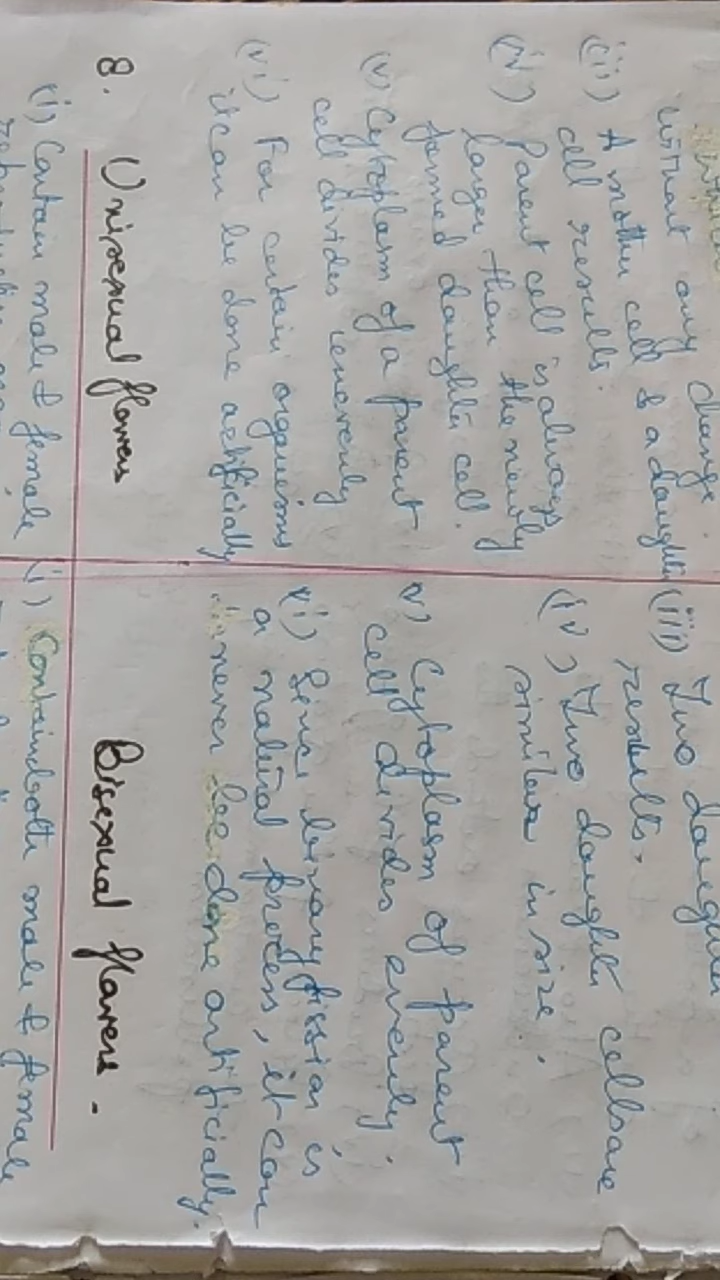 without any change.
(iii) A mother cell & a daughter
cell results.
(iv) Parent cell is always
larger than the newly
formed daughter cell.
(v) Cytoplasm of a parent
cell divides unevenly
(vi) For certain organisms
it can be done artificially
(iii) Two daughter
results.
(iv) Two daughter cells are
similar in size.
v) Cytoplasm of parent
cell divides evenly.
vi) Since binary fission is
a natural process, it can
never be done artificially.
8. Unisexual flowers
Bisexual flowers.
(i) Contain male & female
(i) Contain both male & female